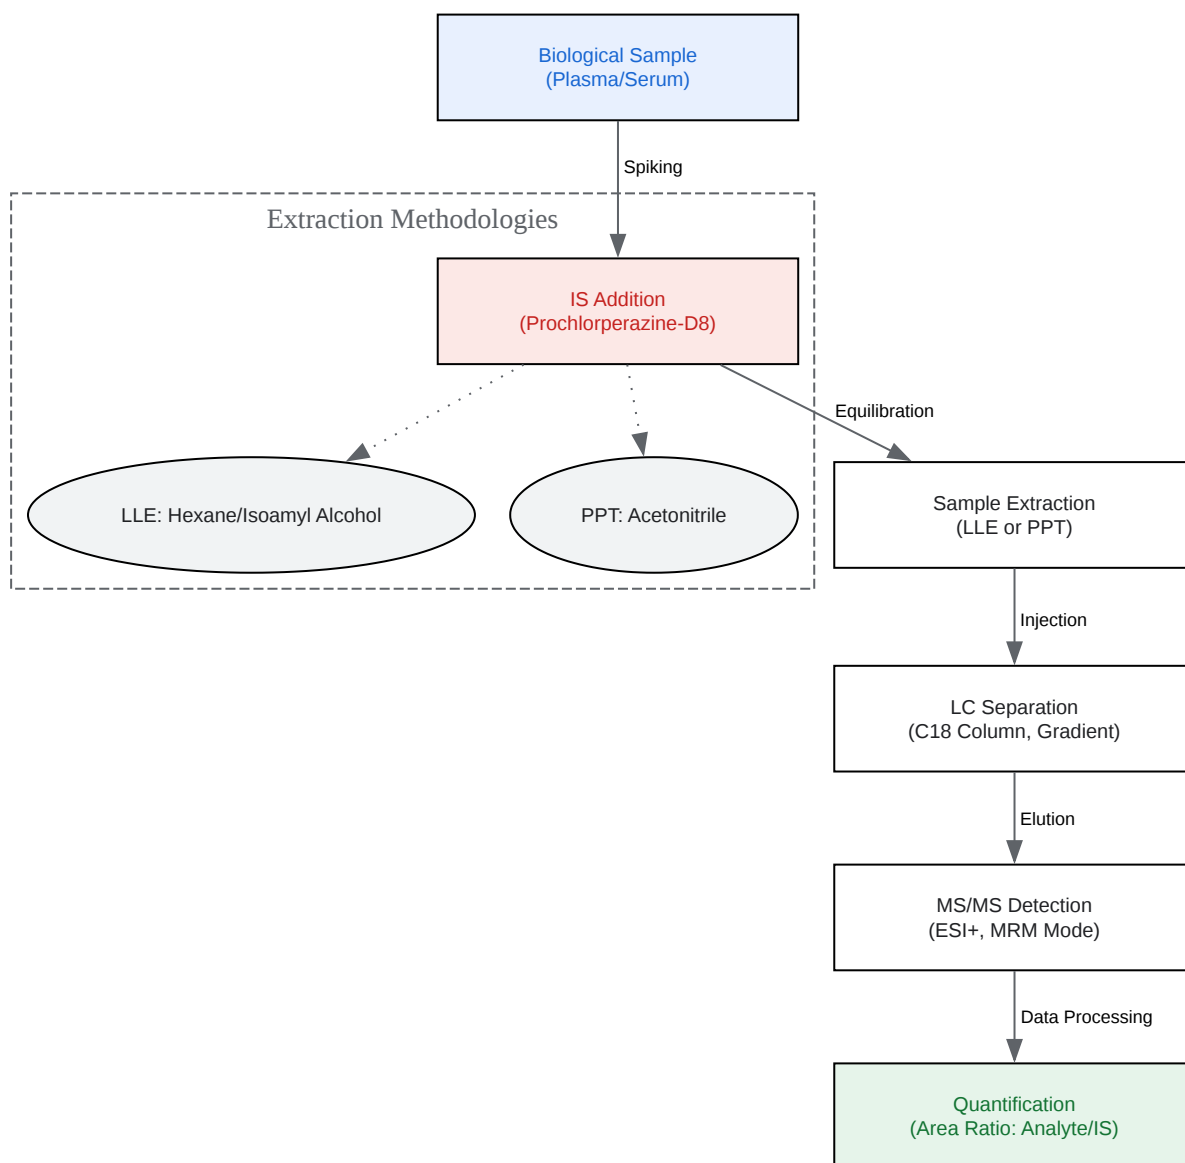 Biological Sample
(Plasma/Serum)
Spiking
Extraction Methodologies
IS Addition
(Prochlorperazine-D8)
Equilibration
LLE: Hexane/Isoamyl Alcohol
PPT: Acetonitrile
Sample Extraction
(LLE or PPT)
Injection
LC Separation
(C18 Column, Gradient)
Elution
MS/MS Detection
(ESI+, MRM Mode)
Data Processing
Quantification
(Area Ratio: Analyte/IS)